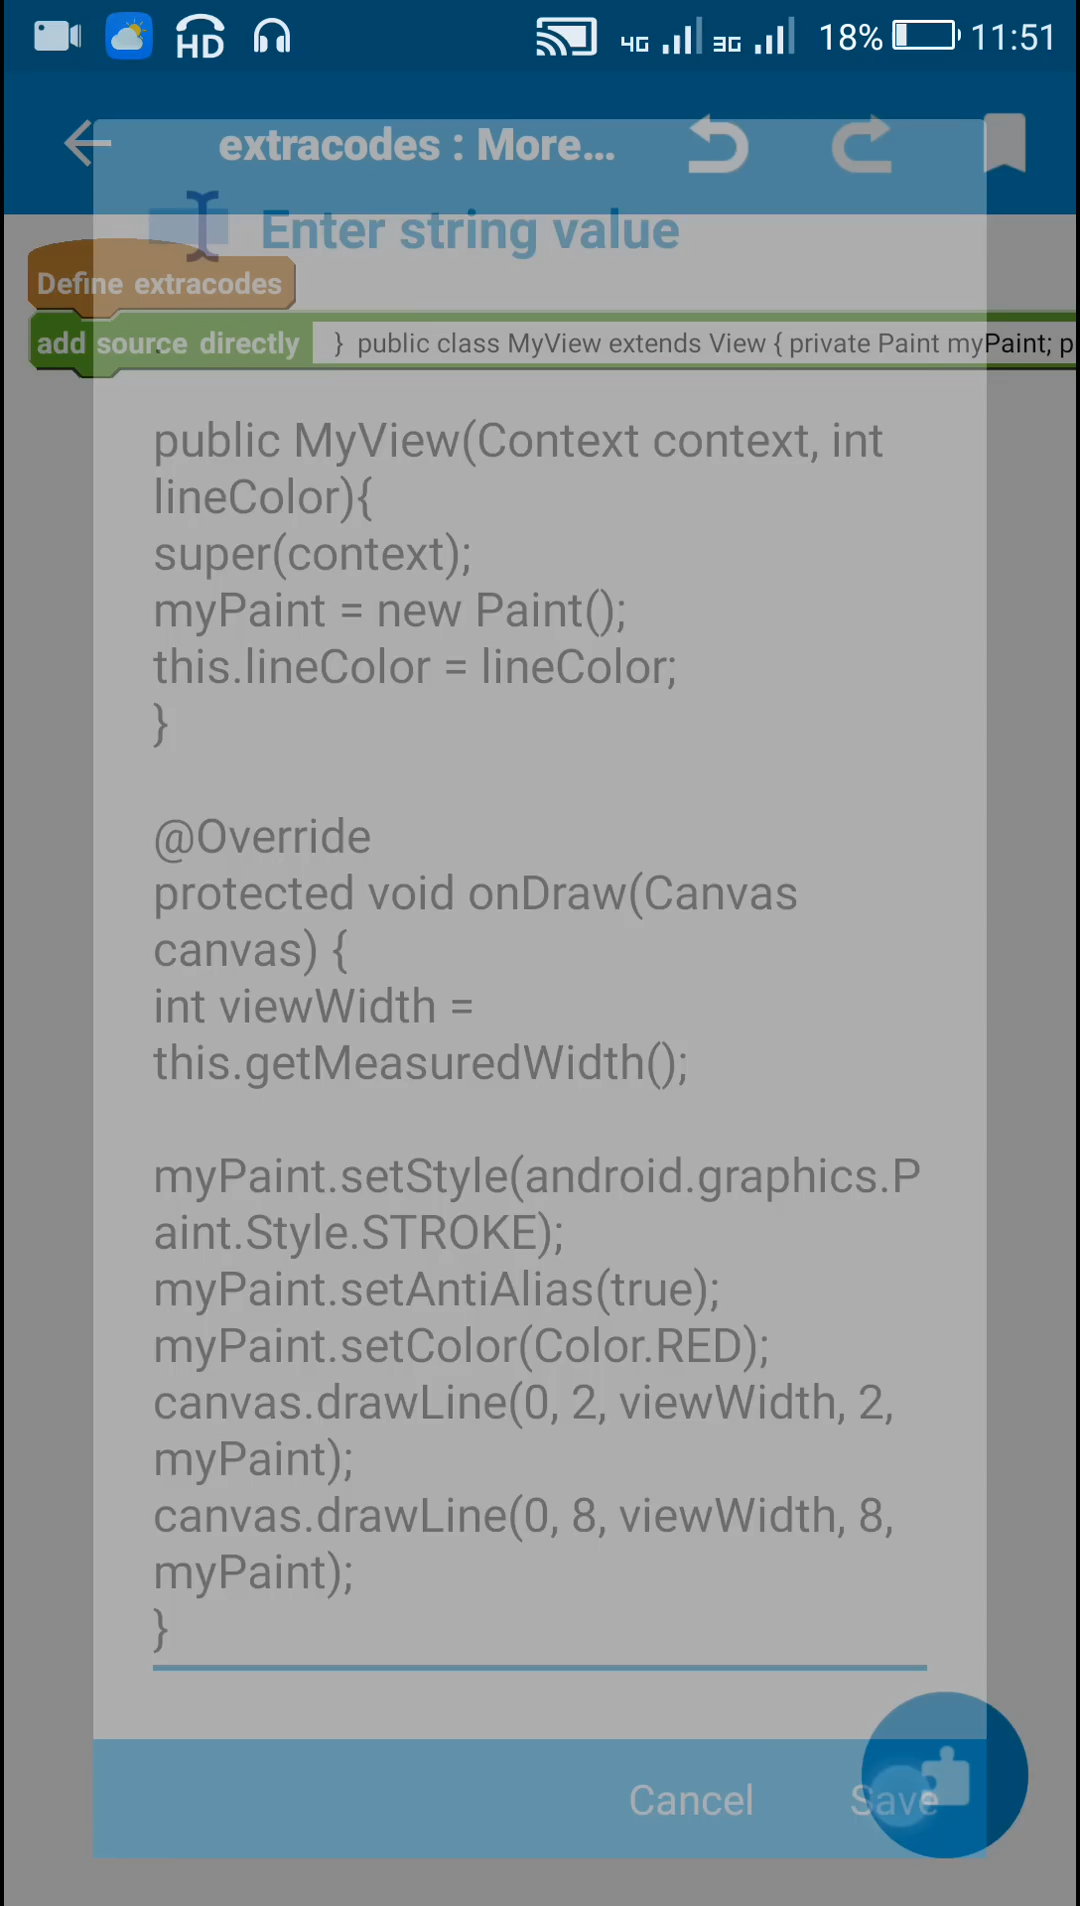 HD
4G
3G
18%
11:51
extracodes : More...
Enter string value
Define extracodes
add source directly
} public class MyView extends View { private Paint myPaint; p
public MyView(Context context, int
lineColor){
super(context);
myPaint = new Paint();
this.lineColor = lineColor;
}
@Override
protected void onDraw(Canvas
canvas) {
int viewWidth =
this.getMeasuredWidth();
myPaint.setStyle(android.graphics.P
aint.Style.STROKE);
myPaint.setAntiAlias(true);
myPaint.setColor(Color.RED);
canvas.drawLine(0, 2, viewWidth, 2,
myPaint);
canvas.drawLine(0, 8, viewWidth, 8,
myPaint);
}
Cancel
Save